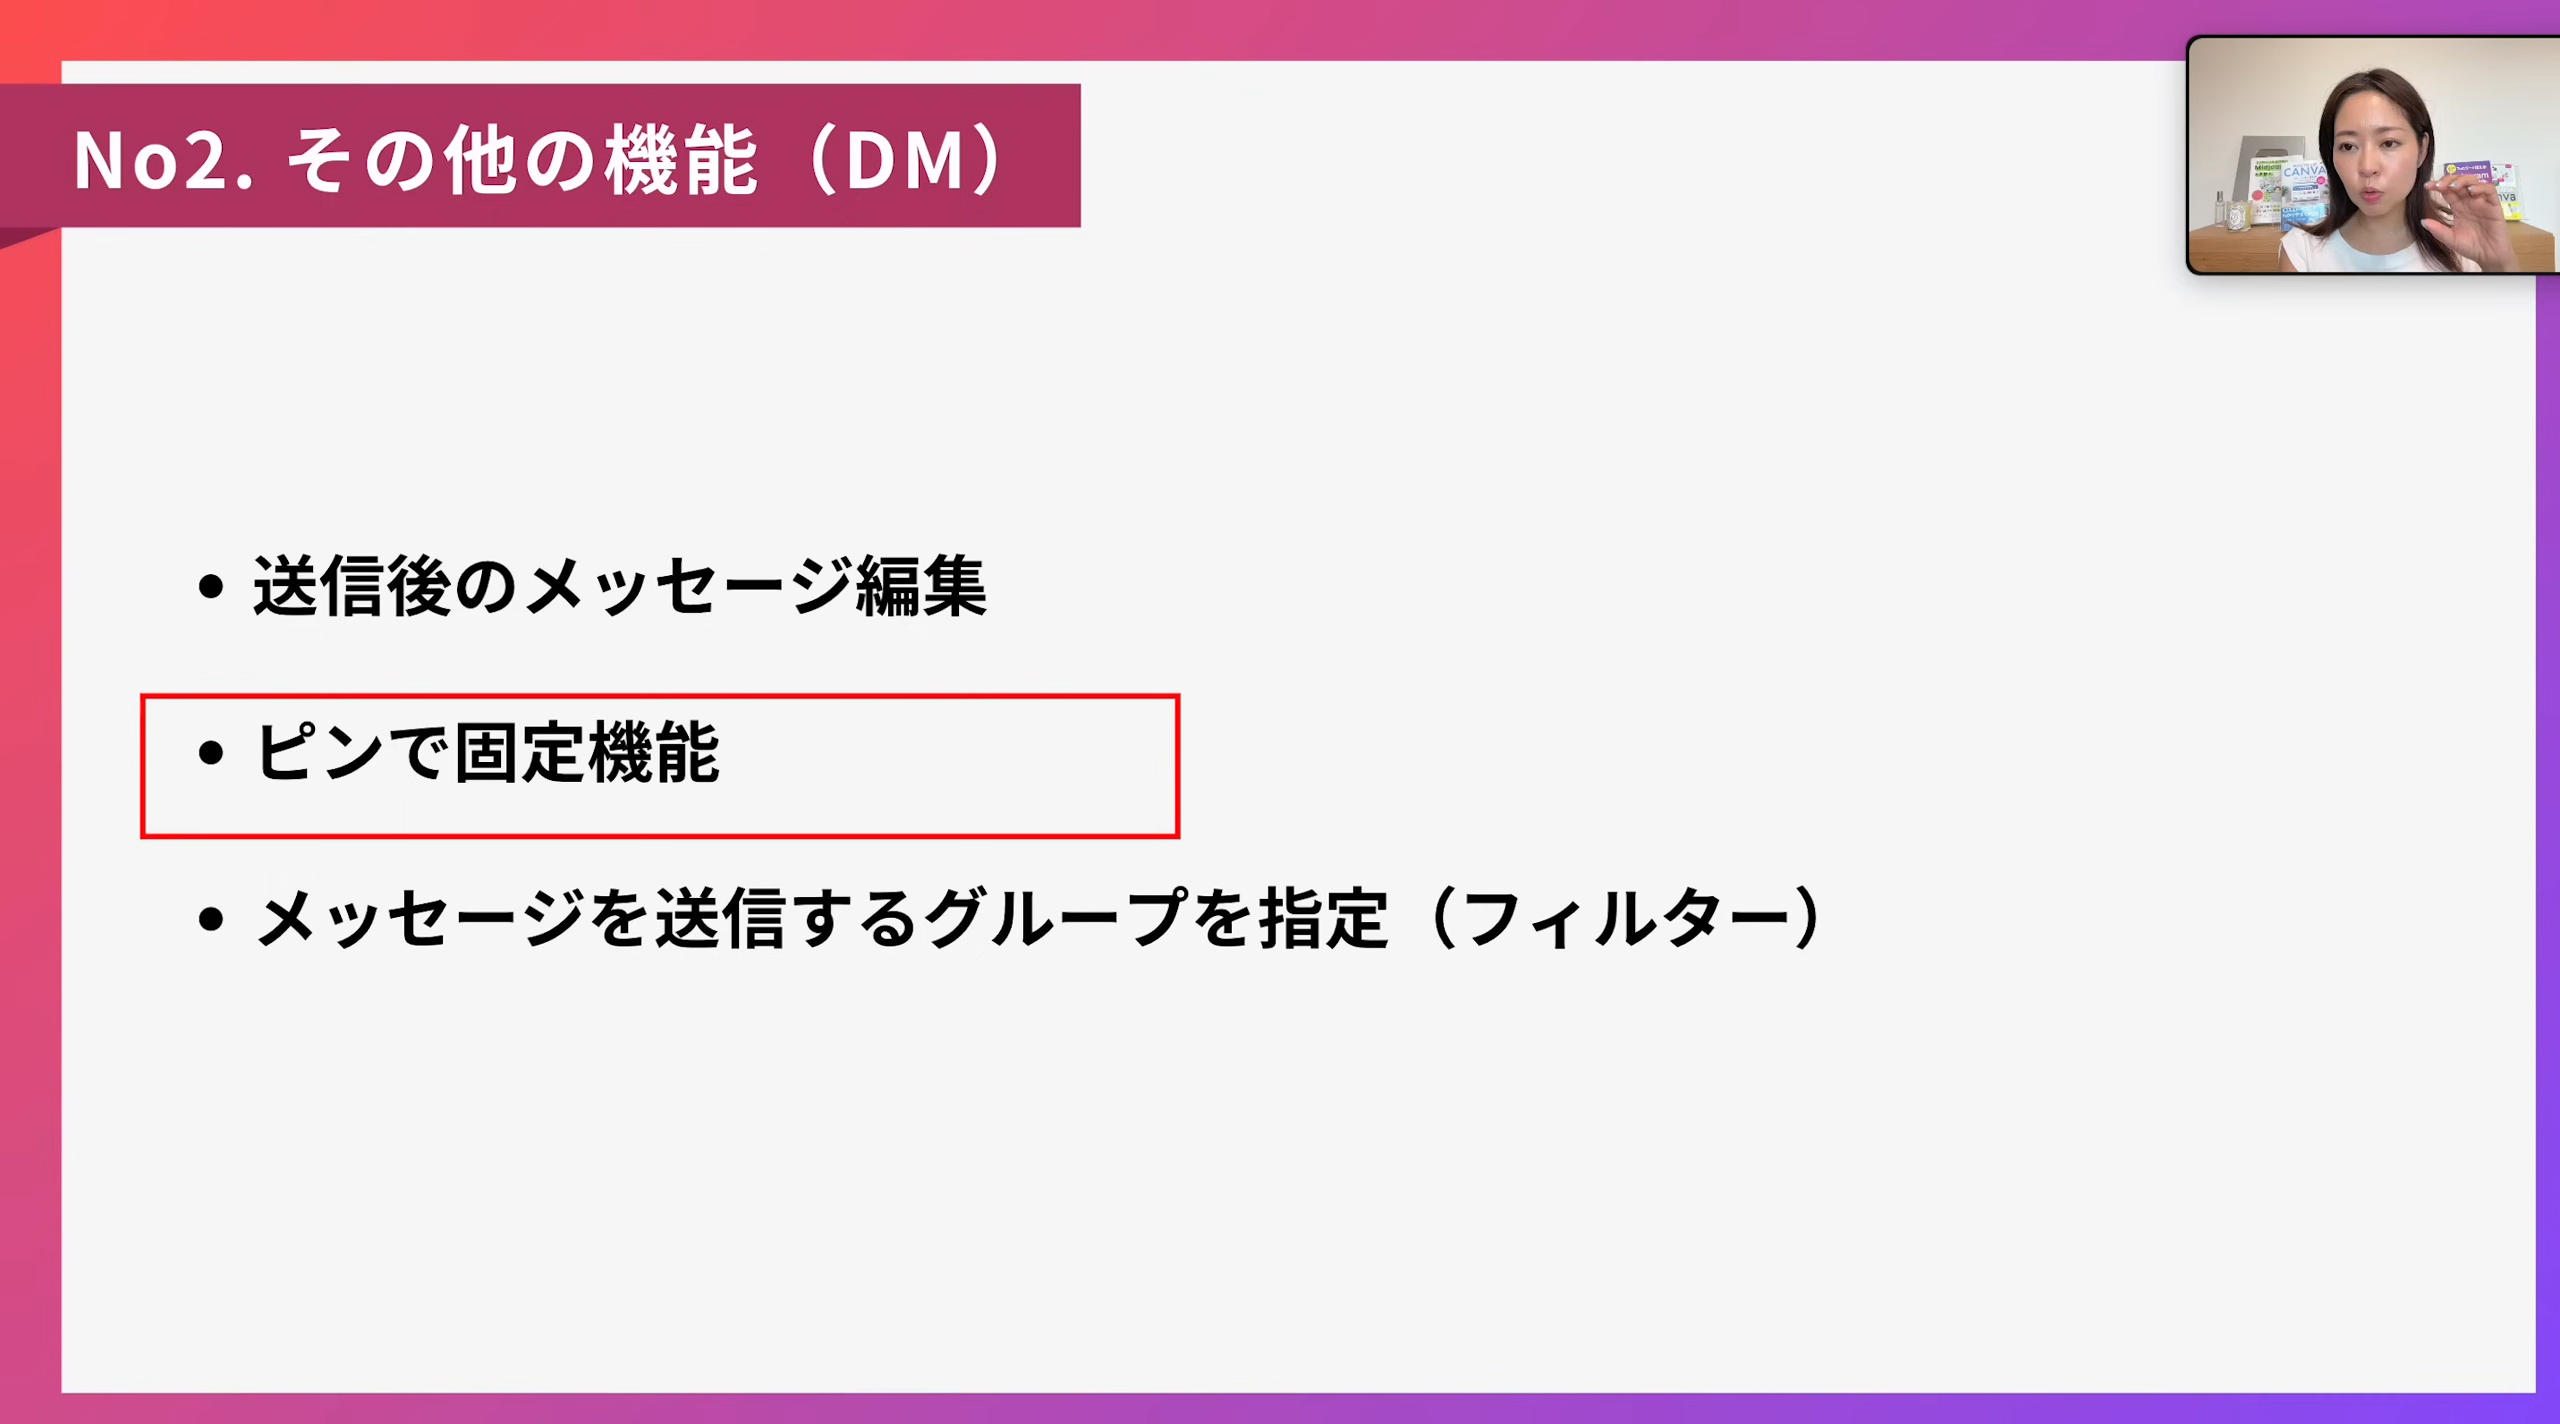 No2. その他の機能（DM）
CANVA
• 送信後のメッセージ編集
• ピンで固定機能
• メッセージを送信するグループを指定（フィルター）